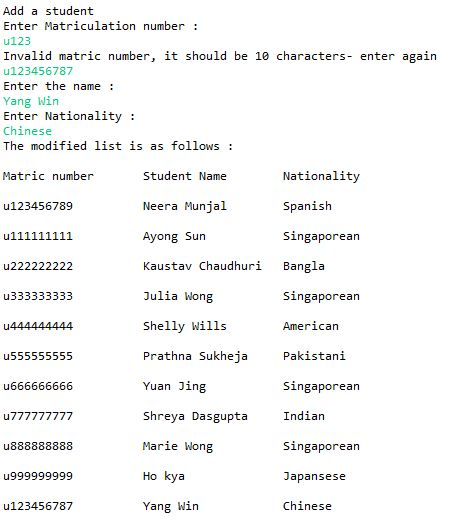 Add a student
Enter Matriculation number :
u123
Invalid matric number, it should be 10 characters- enter again
u123456787
Enter the name :
Yang Win
Enter Nationality :
Chinese
The modified list is as follows :
Matric number Student Name Nationality
u123456789 Neera Munjal Spanish
u111111111 Ayong Sun Singaporean
u222222222 Kaustav Chaudhuri Bangla
u333333333 Julia Wong Singaporean
u444444444 Shelly Wills American
u555555555 Prathna Sukheja Pakistani
u666666666 Yuan Jing Singaporean
u777777777 Shreya Dasgupta Indian
u888888888 Marie Wong Singaporean
u999999999 Ho kya Japansese
u123456787 Yang Win Chinese